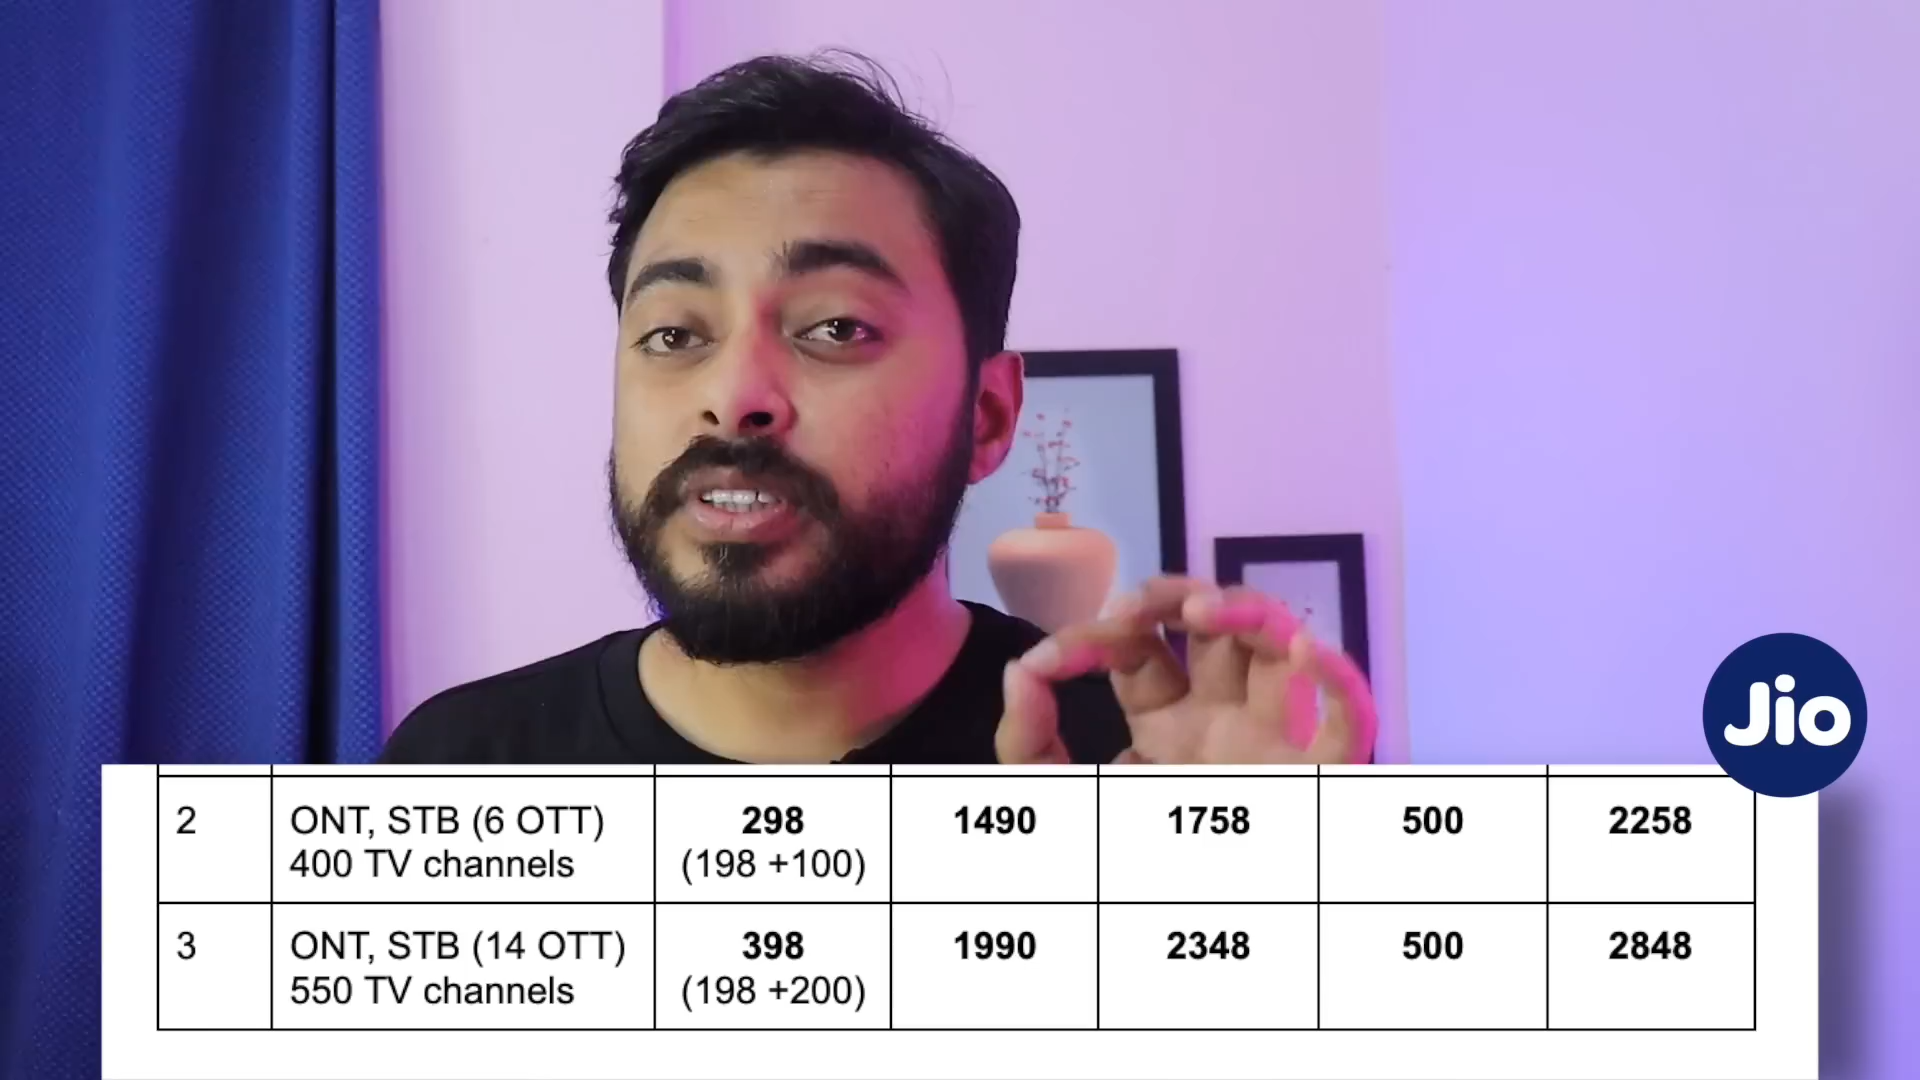 Jio
2 ONT, STB (6 OTT) 298 1490 1758 500 2258
400 TV channels (198 +100)
3 ONT, STB (14 OTT) 398 1990 2348 500 2848
550 TV channels (198 +200)